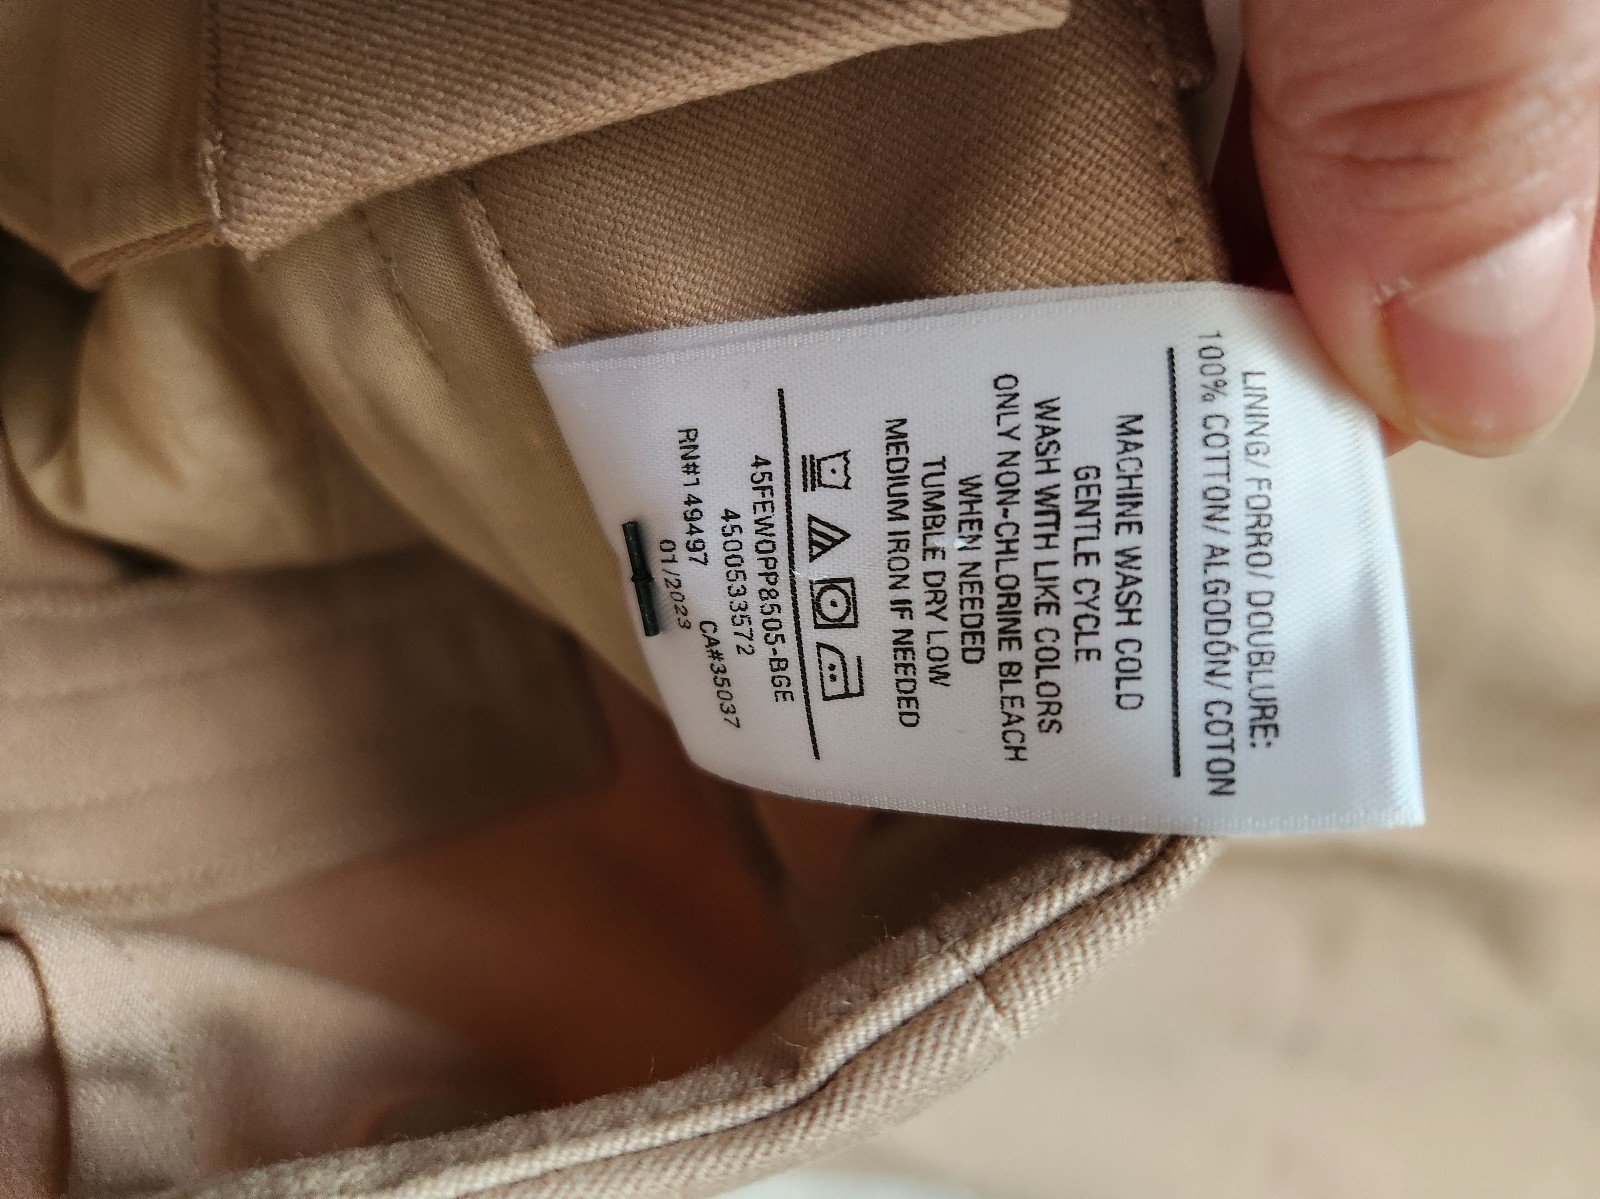 LINING/ FORRO/ DOUBLURE:
100% COTTON/ ALGODÓN/ COTON
MACHINE WASH COLD
GENTLE CYCLE
WASH WITH LIKE COLORS
ONLY NON-CHLORINE BLEACH
WHEN NEEDED
TUMBLE DRY LOW
MEDIUM IRON IF NEEDED
45FEWOPP8505-BGE
4500533572
RN#149497 CA#35037
01/2023